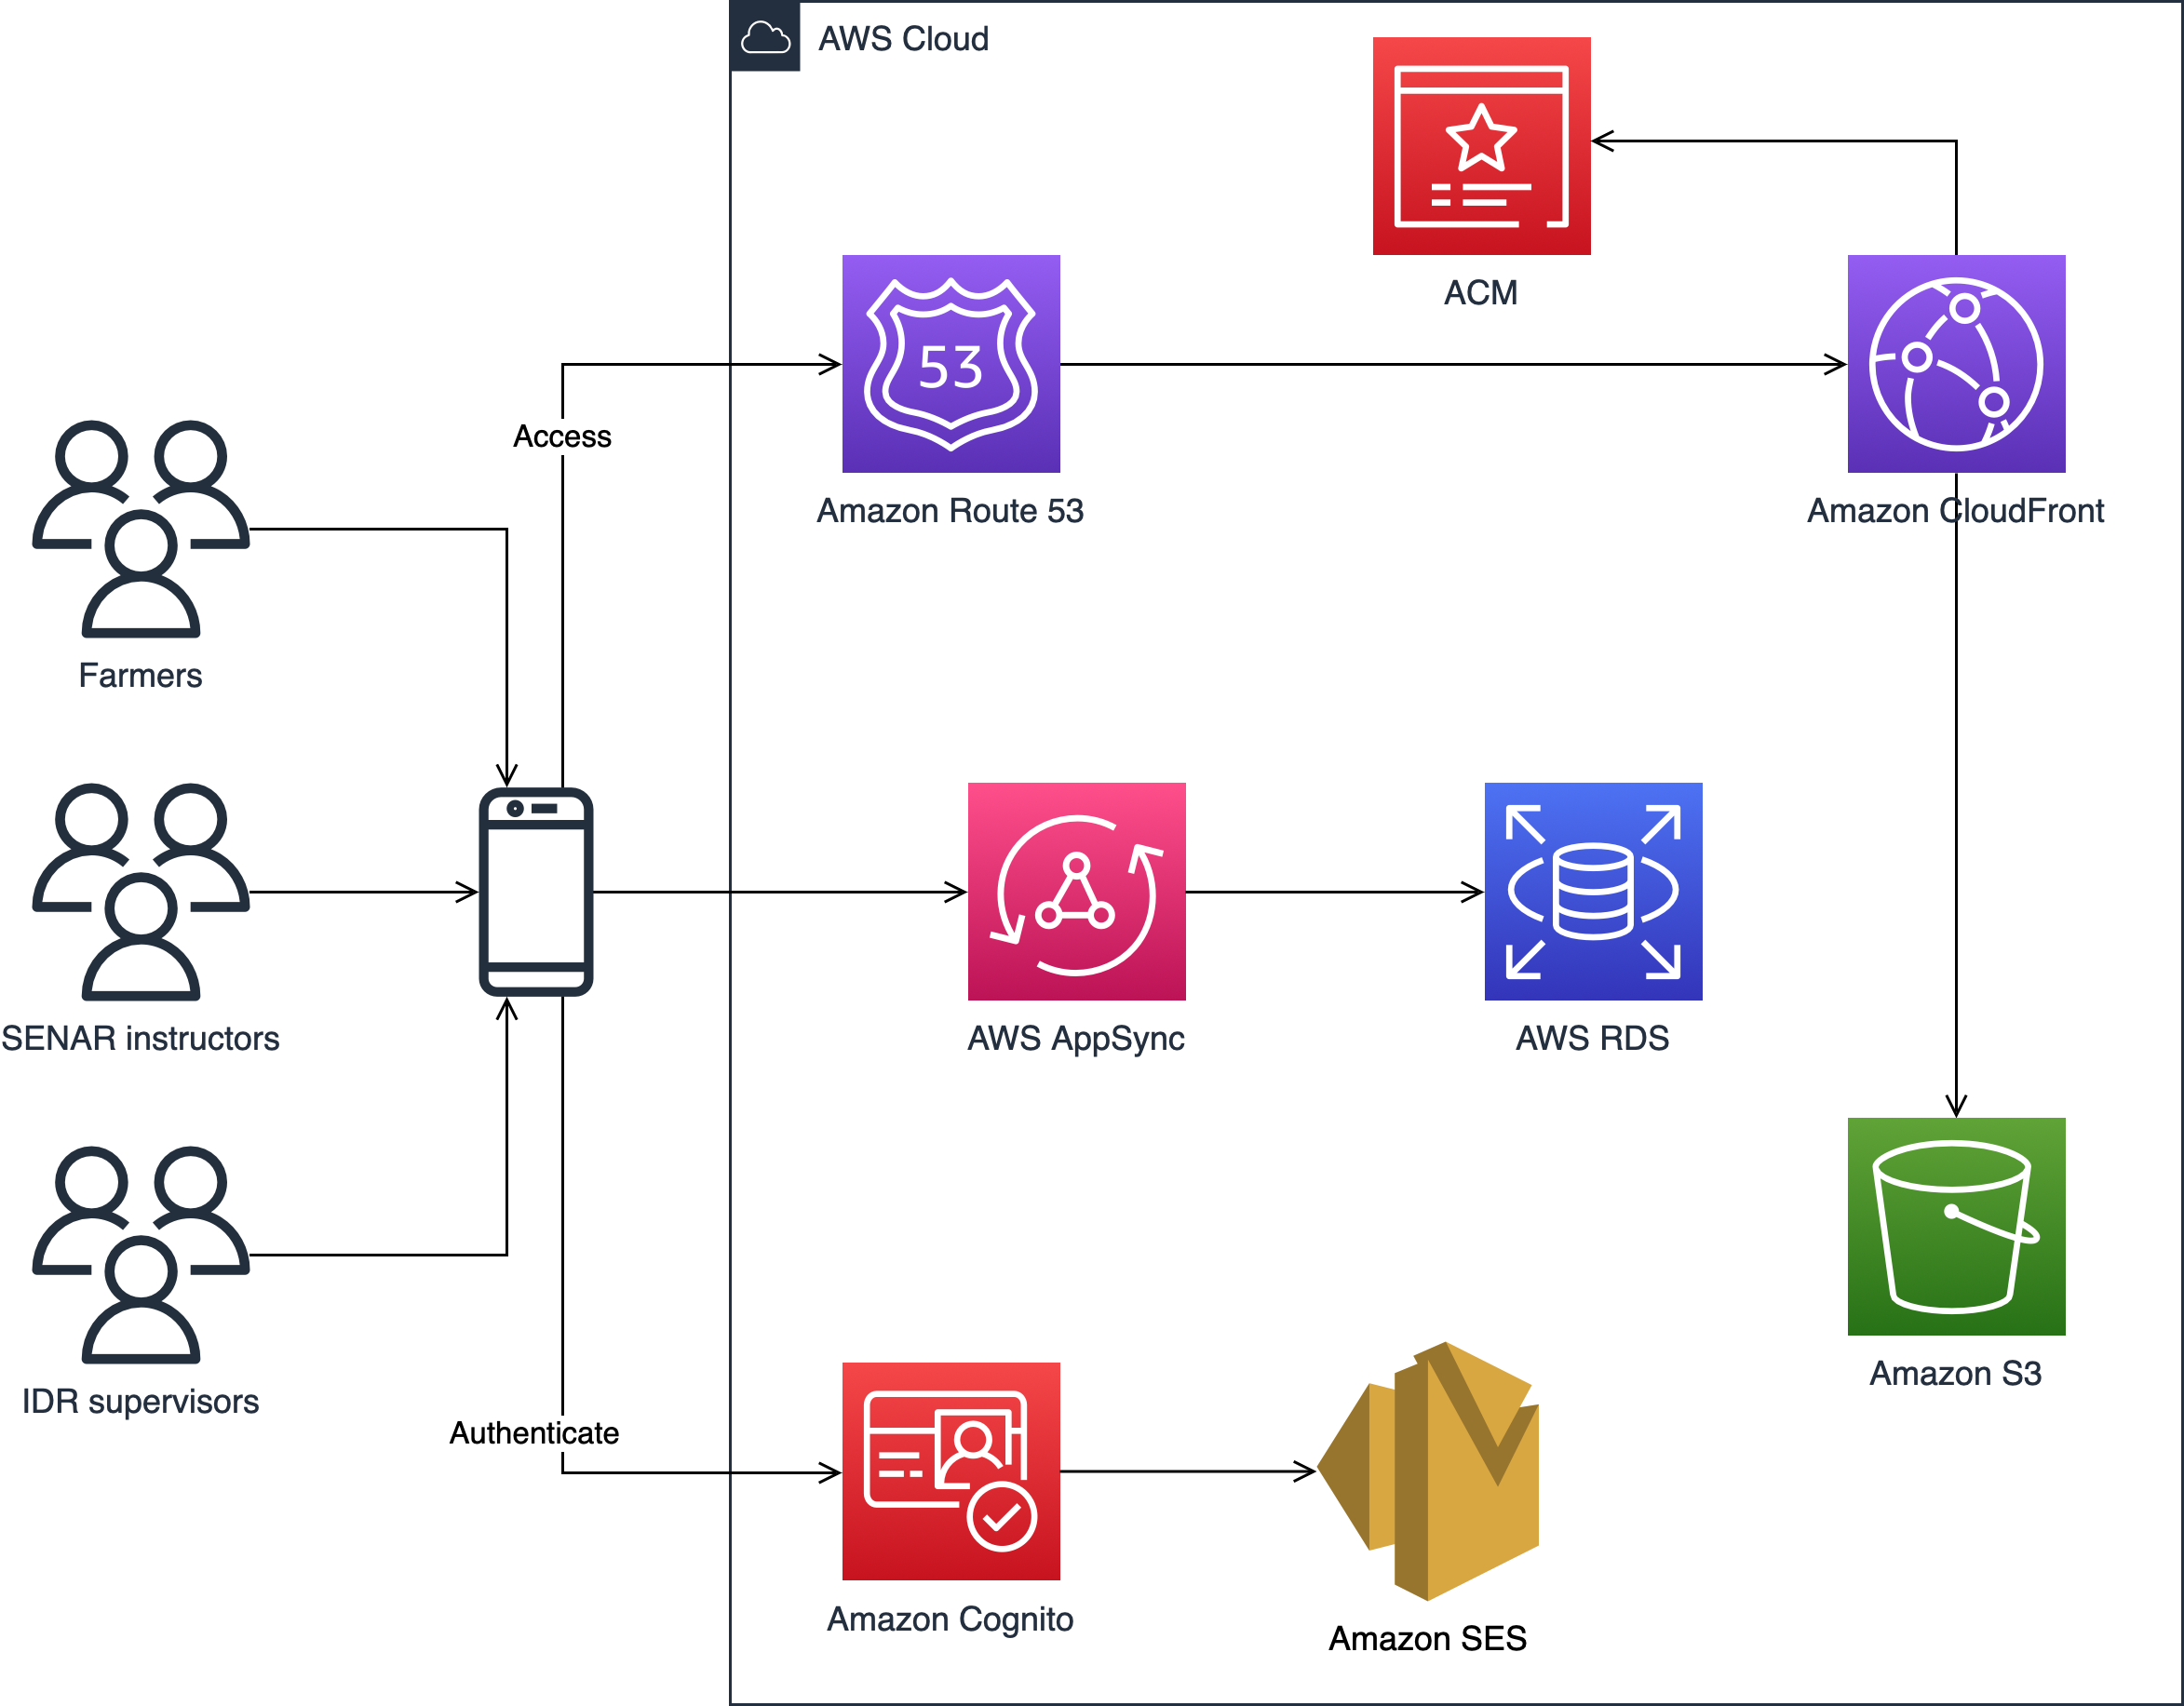 AWS Cloud
ACM
53
Access
Amazon Route 53
Amazon CloudFront
Farmers
SENAR instructors
AWS AppSync
AWS RDS
Amazon S3
IDR supervisors
Authenticate
Amazon Cognito
Amazon SES